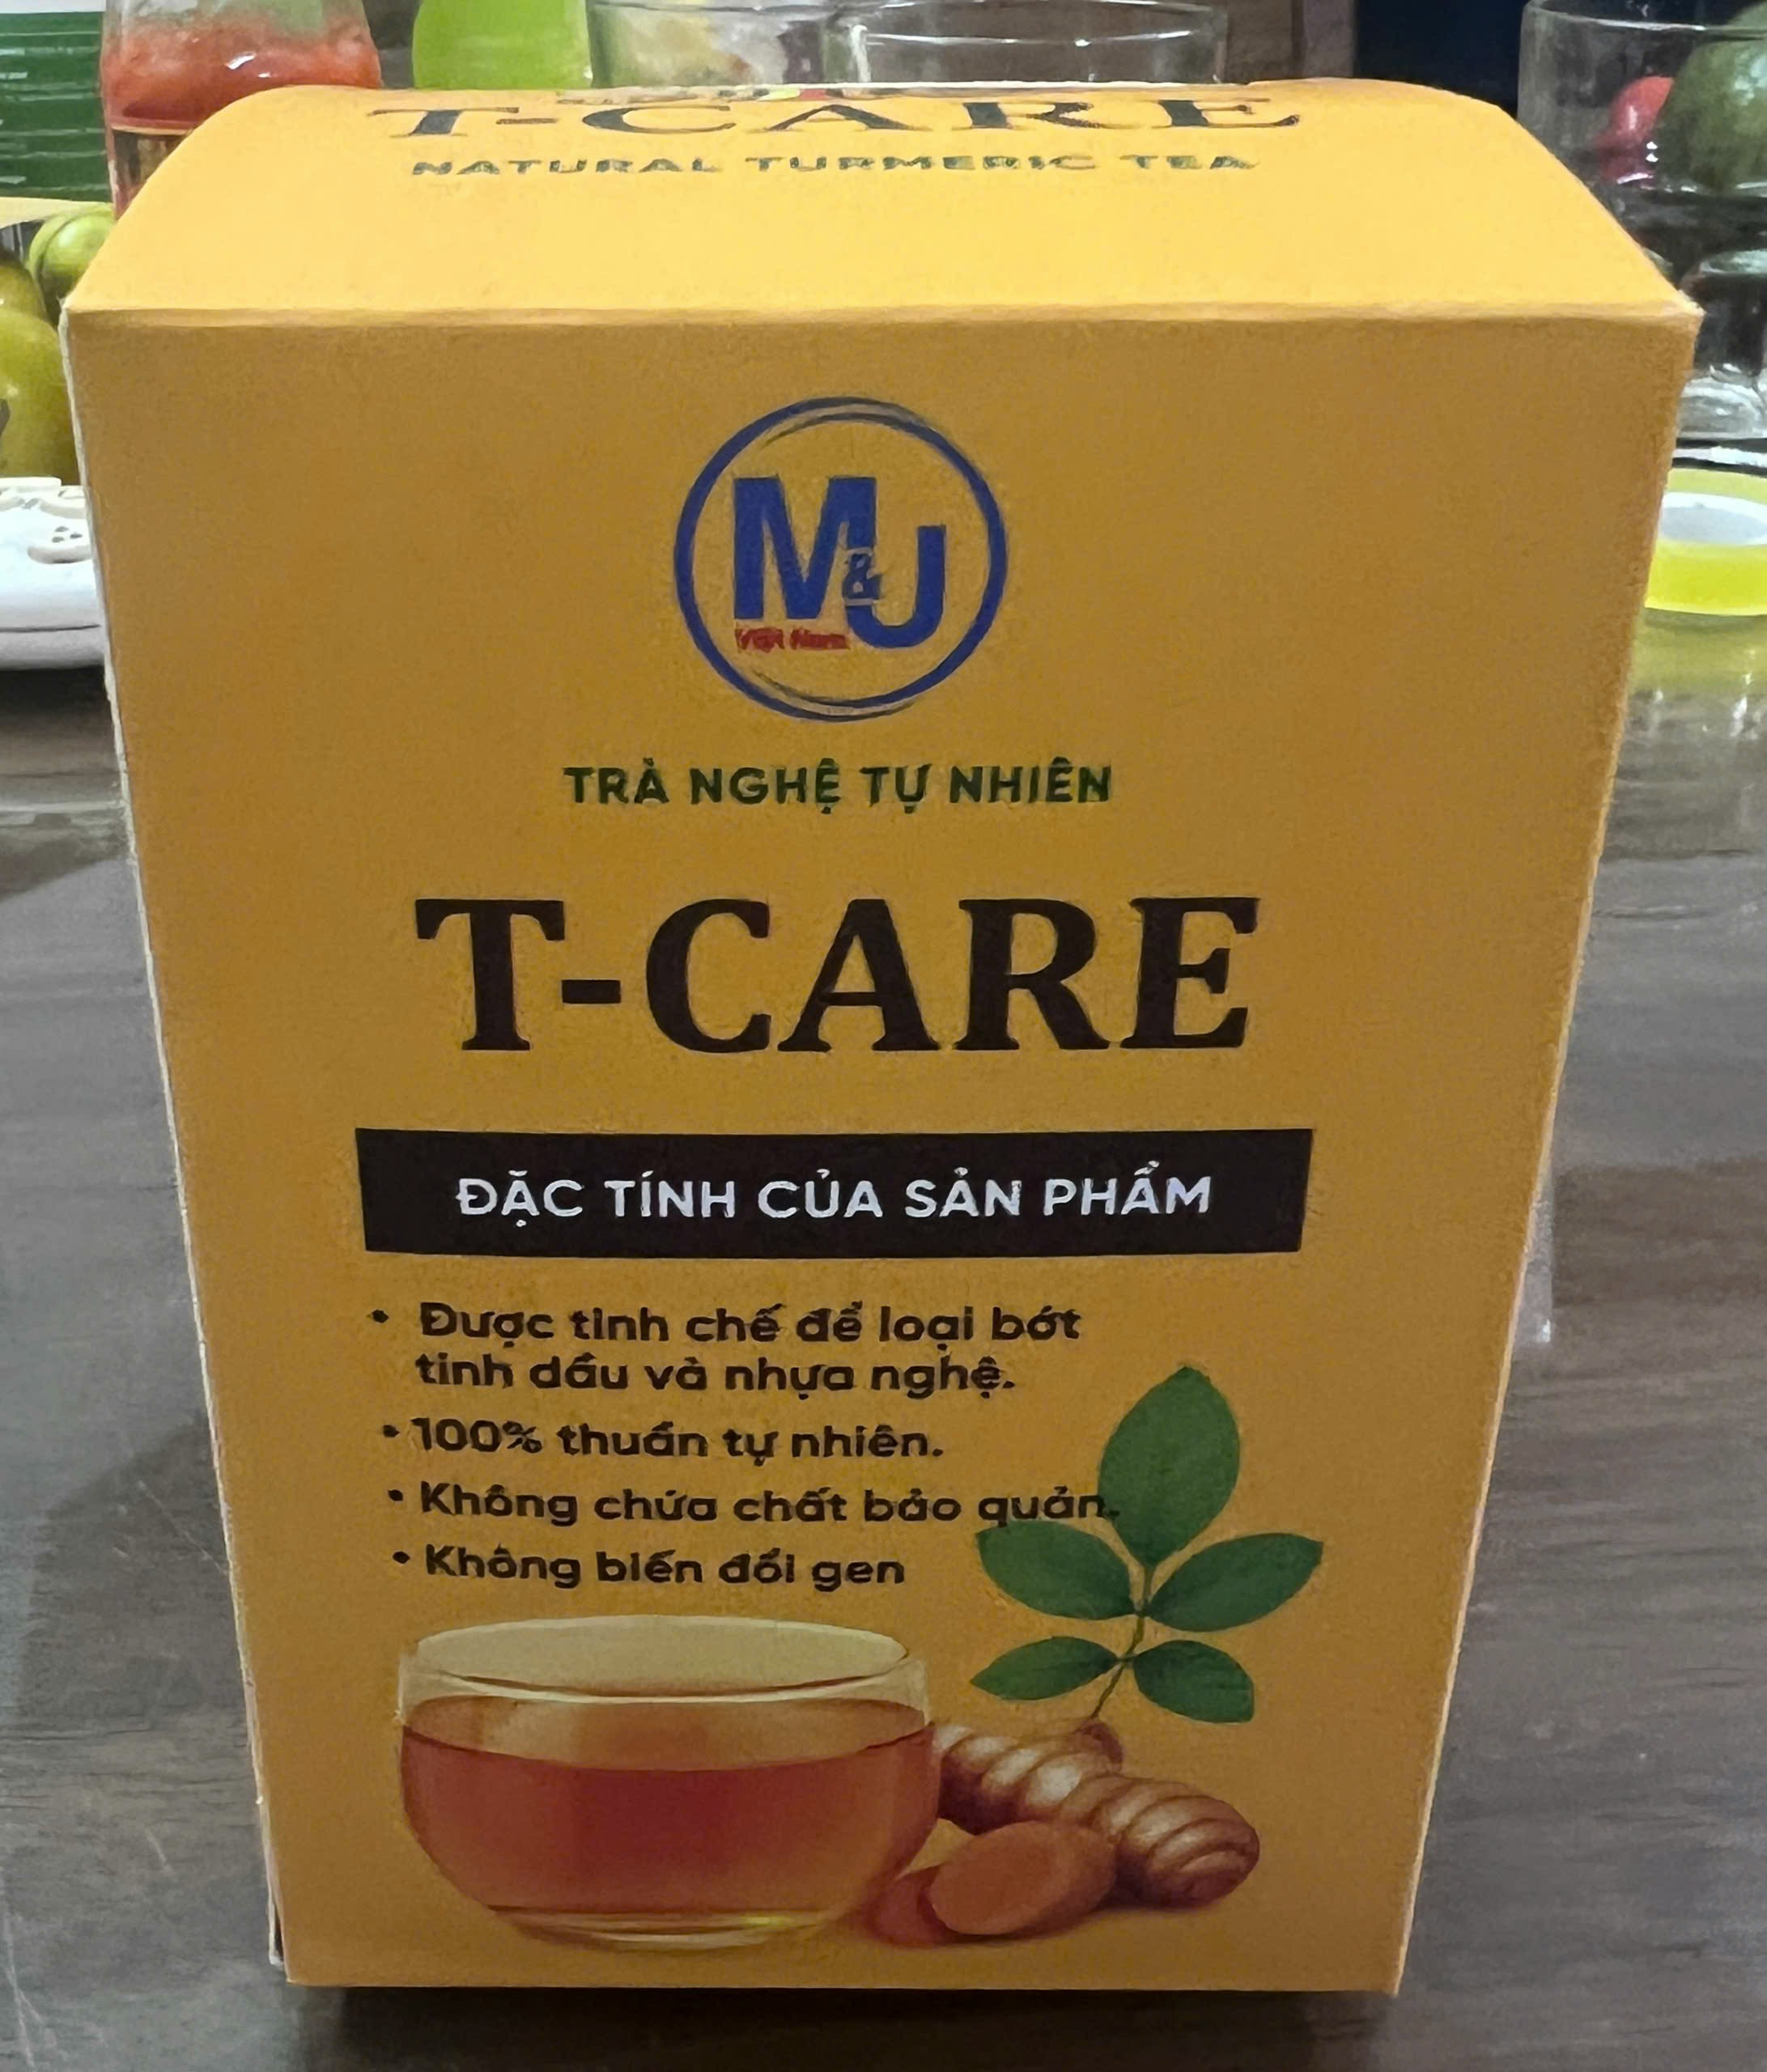 T-CARE
NATURAL TURMERIC TEA
M&J
Việt Nam
TRÀ NGHỆ TỰ NHIÊN
T-CARE
ĐẶC TÍNH CỦA SẢN PHẨM
• Được tinh chế để loại bớt
tinh dầu và nhựa nghệ.
• 100% thuần tự nhiên.
• Không chứa chất bảo quản.
• Không biến đổi gen